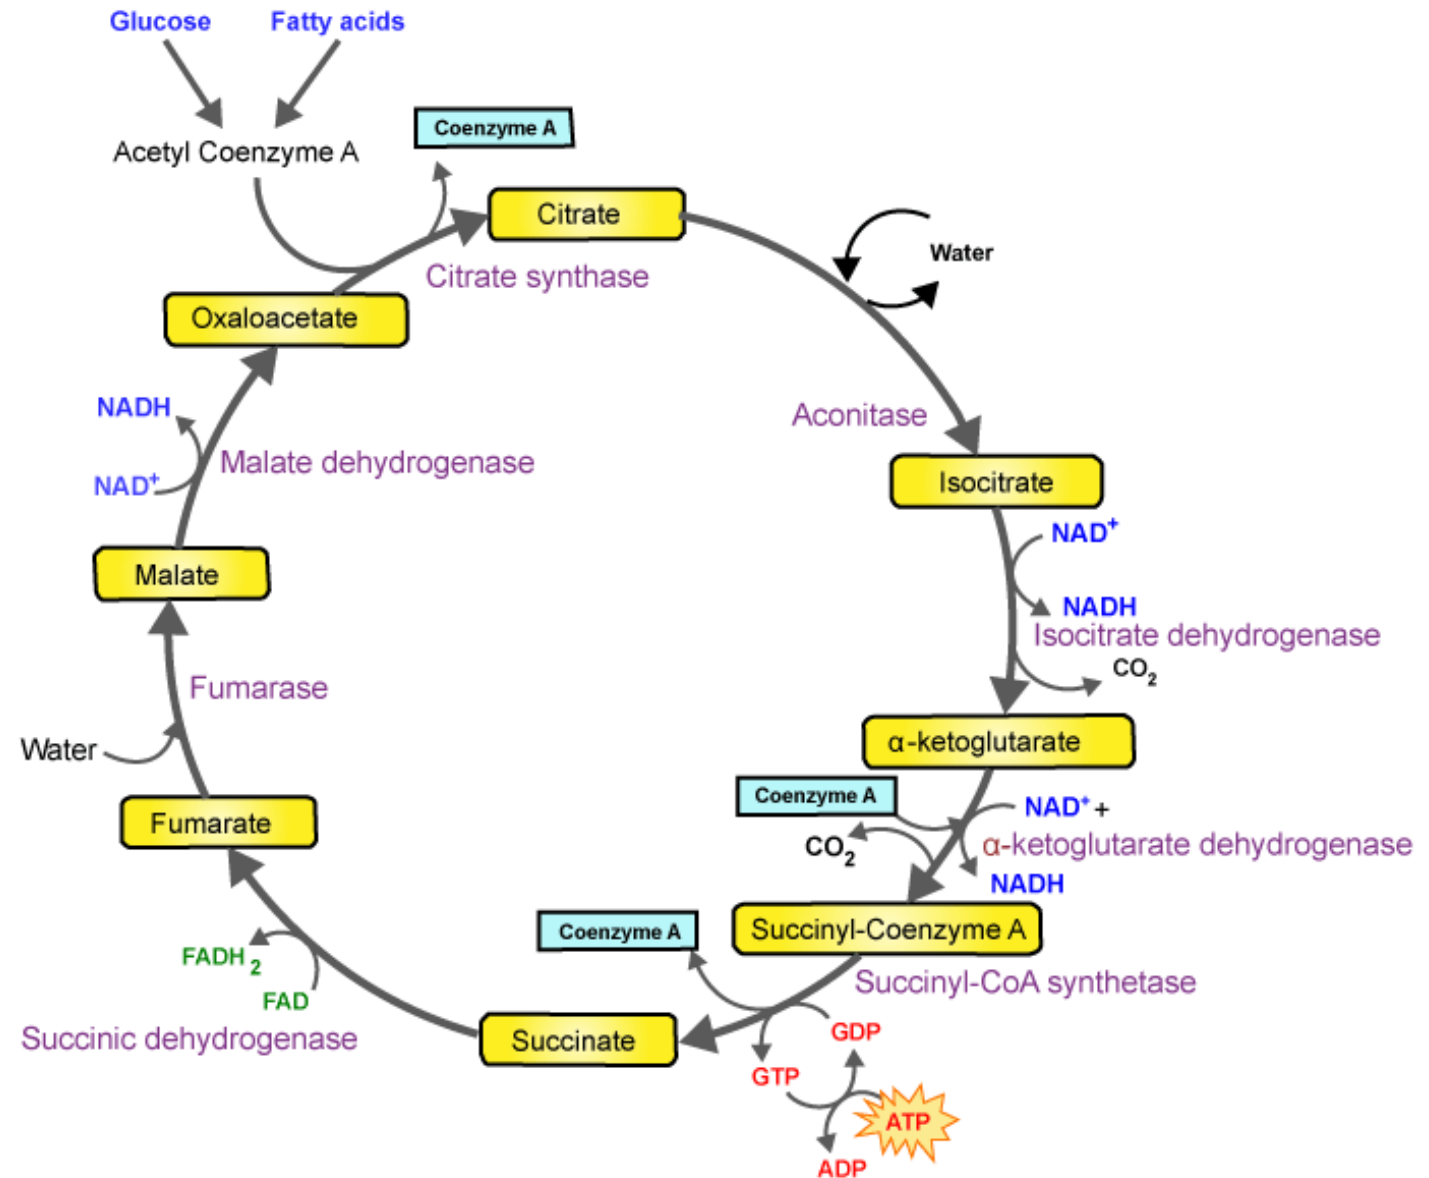 Glucose
Fatty acids
Acetyl Coenzyme A
Coenzyme A
Citrate
Water
Citrate synthase
Oxaloacetate
Aconitase
NADH
Malate dehydrogenase
NAD⁺
Isocitrate
NAD⁺
NADH
Isocitrate dehydrogenase
CO₂
Malate
Fumarase
Water
α-ketoglutarate
Coenzyme A
NAD⁺ +
CO₂
α-ketoglutarate dehydrogenase
NADH
Fumarate
Succinyl-Coenzyme A
Coenzyme A
Succinyl-CoA synthetase
FADH₂
FAD
Succinic dehydrogenase
Succinate
GDP
GTP
ATP
ADP